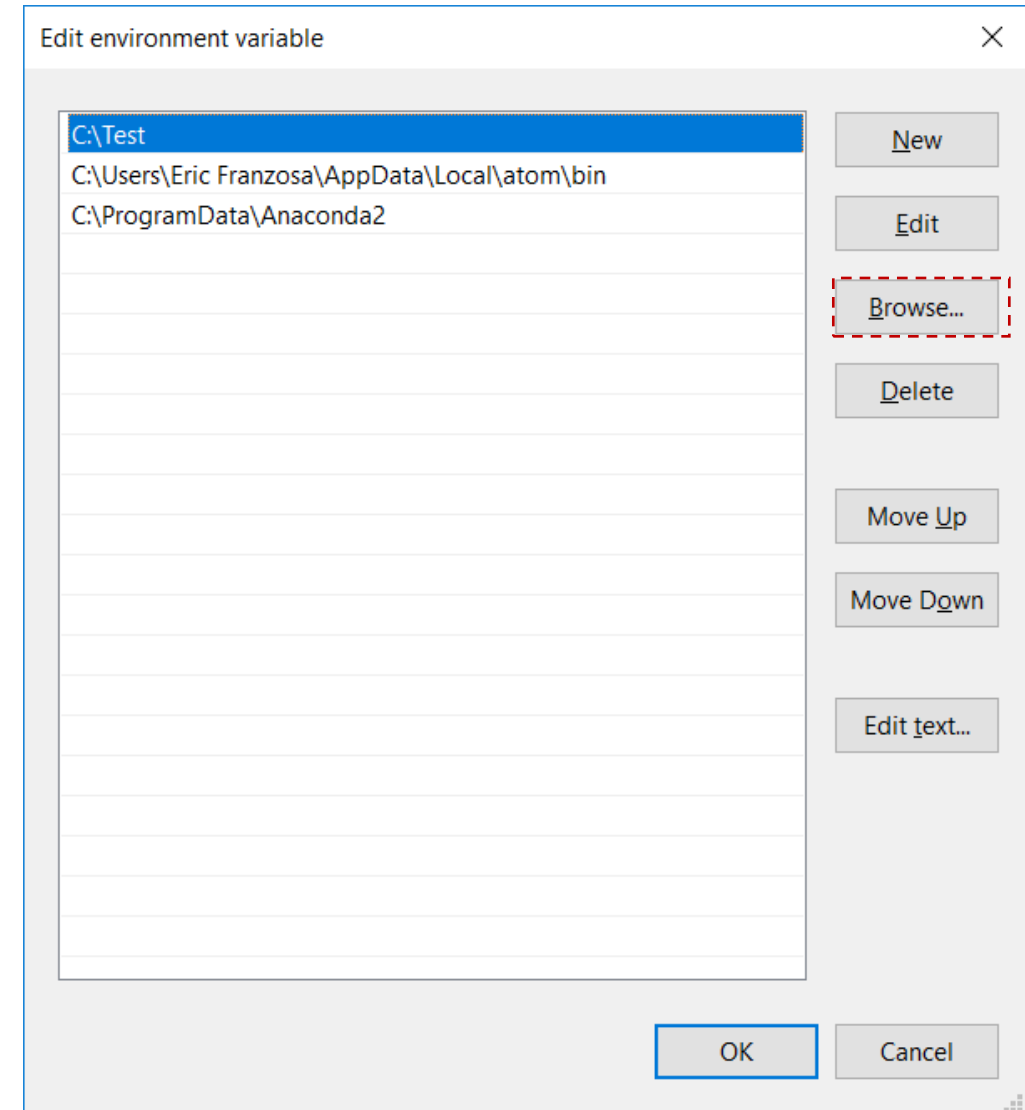 Edit environment variable
C:\Test
C:\Users\Eric Franzosa\AppData\Local\atom\bin
C:\ProgramData\Anaconda2
New
Edit
Browse...
Delete
Move Up
Move Down
Edit text...
OK
Cancel